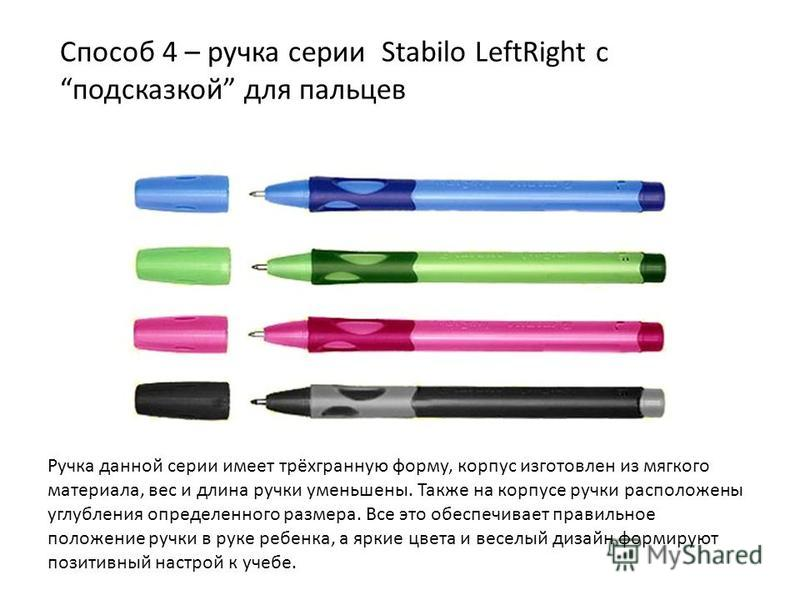 Способ 4 – ручка серии Stabilo LeftRight с
“подсказкой” для пальцев
Ручка данной серии имеет трёхгранную форму, корпус изготовлен из мягкого
материала, вес и длина ручки уменьшены. Также на корпусе ручки расположены
углубления определенного размера. Все это обеспечивает правильное
положение ручки в руке ребенка, а яркие цвета и веселый дизайн формируют
позитивный настрой к учебе.
MyShared